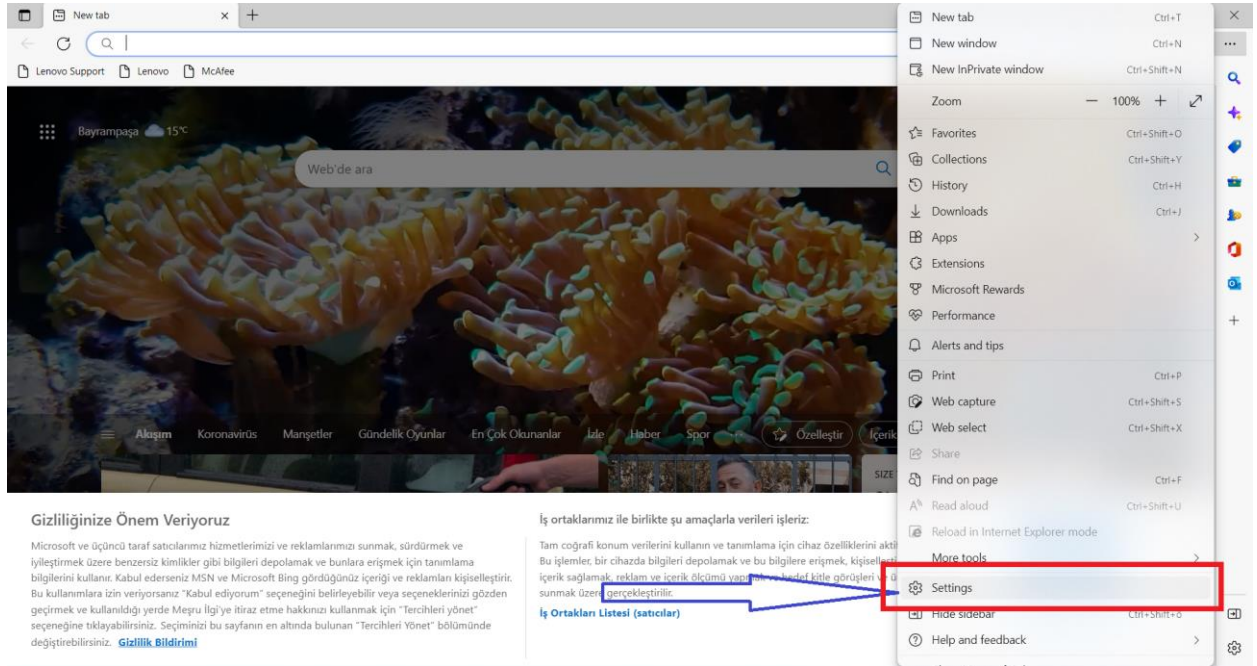 New tab
Lenovo Support
Lenovo
McAfee
Bayrampaşa 15°C
Web'de ara
Akışım Koronavirüs Manşetler Gündelik Oyunlar En Çok Okunanlar İzle Haber Spor ... Özelleştir İçerik
SIZE
Gizliliğinize Önem Veriyoruz
Microsoft ve üçüncü taraf satıcılarımız hizmetlerimizi ve reklamlarımızı sunmak, sürdürmek ve
iyileştirmek üzere benzersiz kimlikler gibi bilgileri depolamak ve bunlara erişmek için tanımlama
bilgilerini kullanır. Kabul ederseniz MSN ve Microsoft Bing gördüğünüz içeriği ve reklamları kişiselleştirir.
Bu kullanımlara izin veriyorsanız "Kabul ediyorum" seçeneğini belirleyebilir veya seçeneklerinizi gözden
geçirmek ve kullanıldığı yerde Meşru İlgi'ye itiraz etme hakkınızı kullanmak için "Tercihleri yönet"
seçeneğine tıklayabilirsiniz. Seçiminizi bu sayfanın en altında bulunan "Tercihleri Yönet" bölümünde
değiştirebilirsiniz. Gizlilik Bildirimi
İş ortaklarımız ile birlikte şu amaçlarla verileri işleriz:
Tam coğrafi konum verilerini kullanın ve tanımlama için cihaz özelliklerini
Bu işlemler, bir cihazda bilgileri depolamak ve bu bilgilere erişmek,
içerik sağlamak, reklam ve içerik ölçümü yapmak ve hedef kitle görüşleri ve
sunmak üzere gerçekleştirilir.
İş Ortakları Listesi (satıcılar)
New tab Ctrl+T
New window Ctrl+N
New InPrivate window Ctrl+Shift+N
Zoom — 100% +
Favorites Ctrl+Shift+O
Collections Ctrl+Shift+Y
History Ctrl+H
Downloads Ctrl+J
Apps
Extensions
Microsoft Rewards
Performance
Alerts and tips
Print Ctrl+P
Web capture Ctrl+Shift+S
Web select Ctrl+Shift+X
Share
Find on page Ctrl+F
Read aloud Ctrl+Shift+U
Reload in Internet Explorer mode
More tools
Settings
Hide sidebar Ctrl+Shift+6
Help and feedback